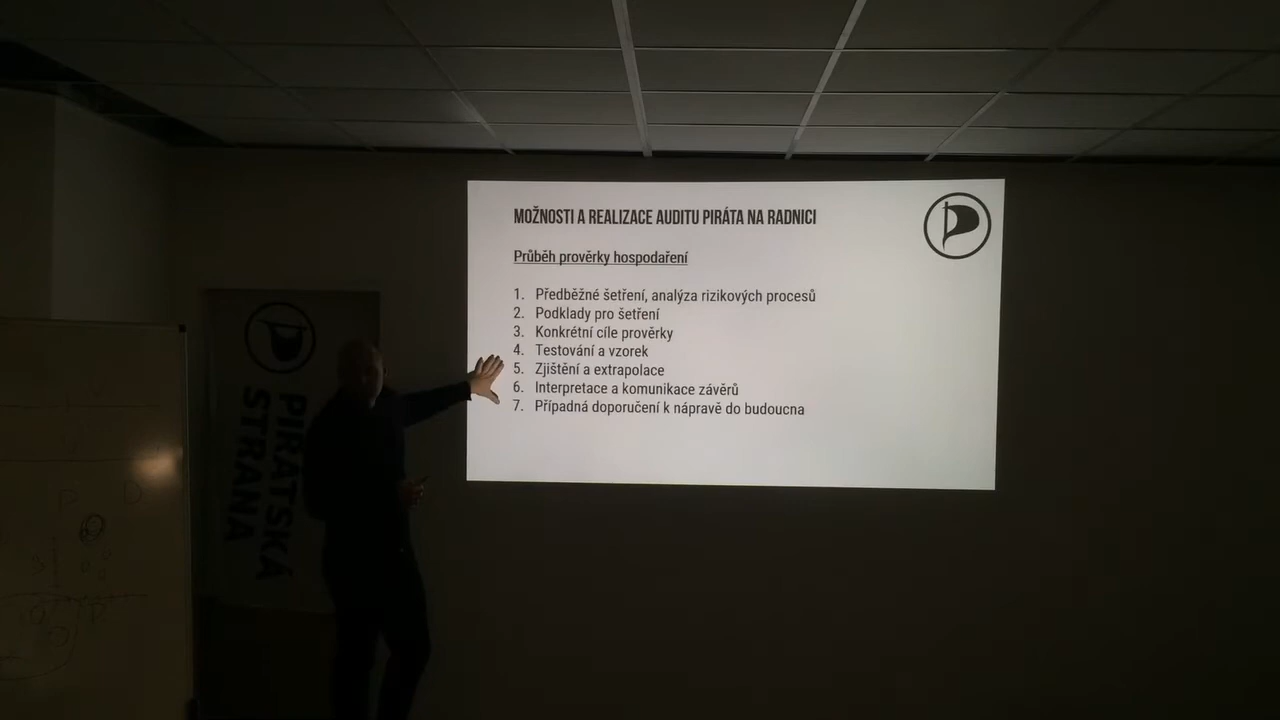 MOŽNOSTI A REALIZACE AUDITU PIRÁTA NA RADNICI
Průběh prověrky hospodaření
1. Předběžné šetření, analýza rizikových procesů
2. Podklady pro šetření
3. Konkrétní cíle prověrky
4. Testování a vzorek
5. Zjištění a extrapolace
6. Interpretace a komunikace závěrů
7. Případná doporučení k nápravě do budoucna
PIRÁTSKÁ
STRANA